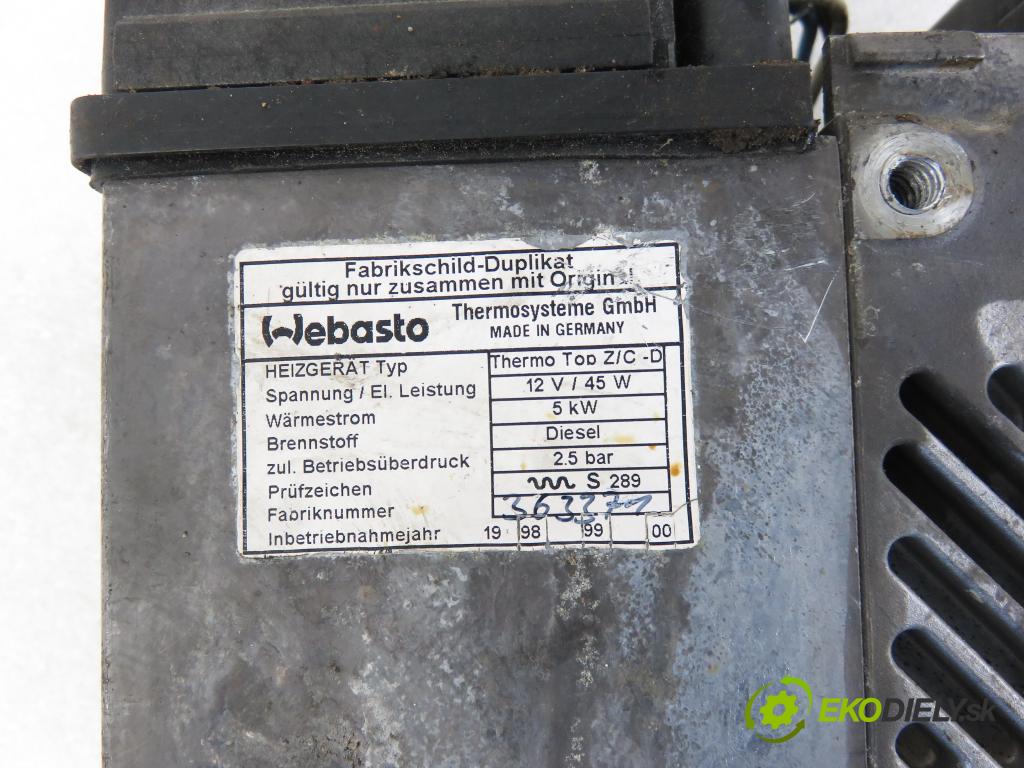 Fabrikschild-Duplikat
gültig nur zusammen mit
Webasto Thermosysteme GmbH
MADE IN GERMANY
HEIZGERÄT Typ Thermo Top Z/C -D
Spannung / El. Leistung 12 V / 45 W
Wärmestrom 5 kW
Brennstoff Diesel
zul. Betriebsüberdruck 2.5 bar
Prüfzeichen S 289
Fabriknummer
Inbetriebnahmejahr 19 98 99 00
EKODIELY.sk